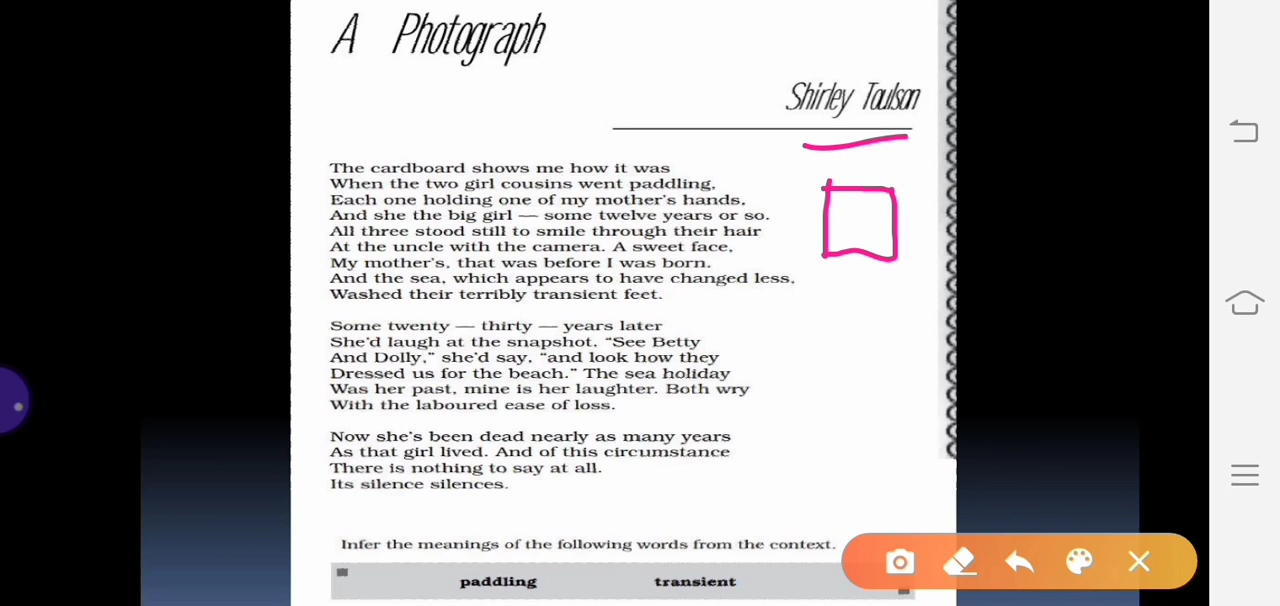 A Photograph
Shirley Toulson
The cardboard shows me how it was
When the two girl cousins went paddling,
Each one holding one of my mother's hands,
And she the big girl — some twelve years or so.
All three stood still to smile through their hair
At the uncle with the camera. A sweet face,
My mother's, that was before I was born.
And the sea, which appears to have changed less,
Washed their terribly transient feet.
Some twenty — thirty — years later
She'd laugh at the snapshot. “See Betty
And Dolly,” she'd say, “and look how they
Dressed us for the beach.” The sea holiday
Was her past, mine is her laughter. Both wry
With the laboured ease of loss.
Now she's been dead nearly as many years
As that girl lived. And of this circumstance
There is nothing to say at all.
Its silence silences.
Infer the meanings of the following words from the context.
paddling transient